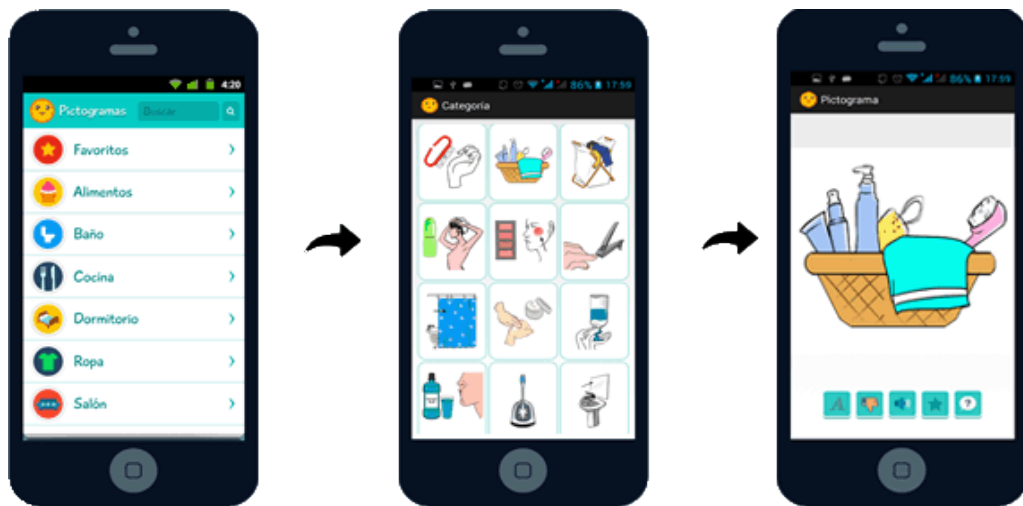 4:20
Pictogramas
Buscar
Favoritos
Alimentos
Baño
Cocina
Dormitorio
Ropa
Salón
86% 17:59
Categoría
86% 17:59
Pictograma
A
?